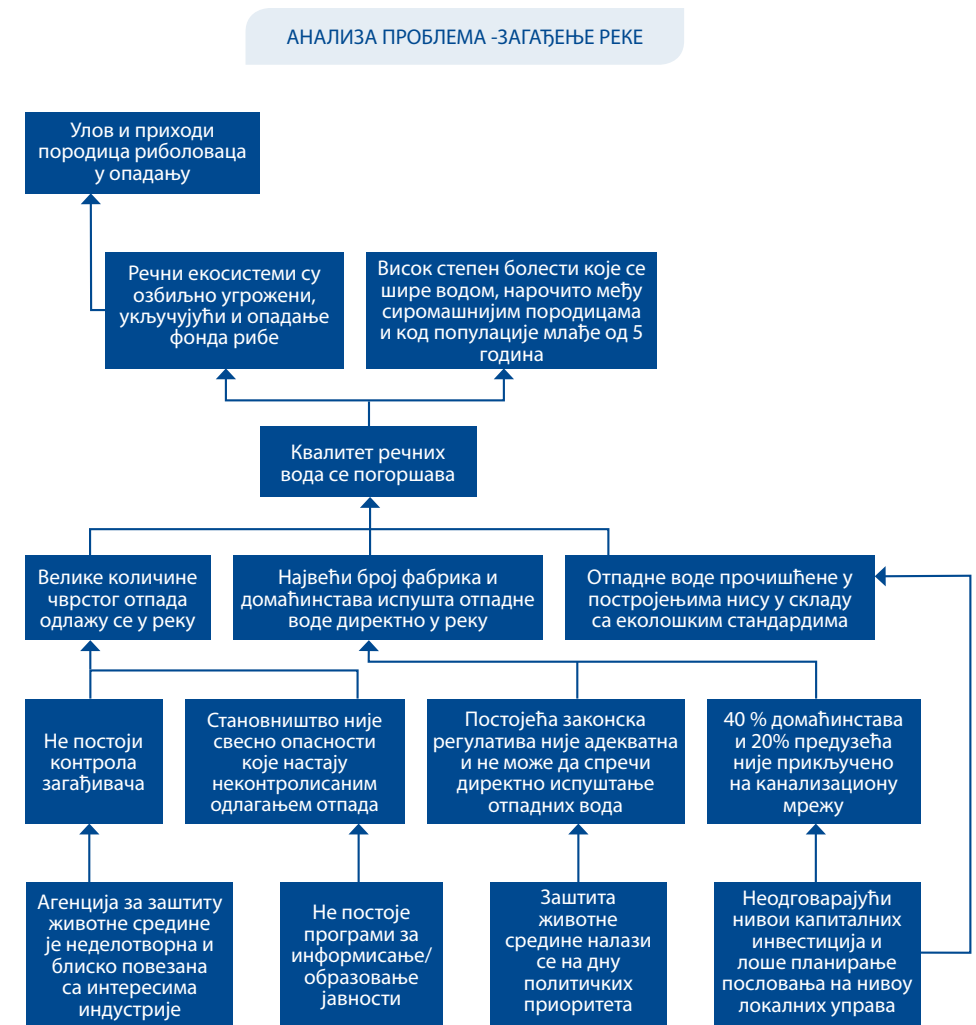 АНАЛИЗА ПРОБЛЕМА -ЗАГАЂЕЊЕ РЕКЕ
Улов и приходи
породица риболоваца
у опадању
Речни екосистеми су
озбиљно угрожени,
укључујући и опадање
фонда рибе
Висок степен болести које се
шире водом, нарочито међу
сиромашнијим породицама
и код популације млађе од 5
година
Квалитет речних
вода се погоршава
Велике количине
чврстог отпада
одлажу се у реку
Највећи број фабрика и
домаћинстава испушта отпадне
воде директно у реку
Отпадне воде прочишћене у
постројењима нису у складу
са еколошким стандардима
Не постоји
контрола
загађивача
Становништво није
свесно опасности
које настају
неконтролисаним
одлагањем отпада
Постојећа законска
регулатива није адекватна
и не може да спречи
директно испуштање
отпадних вода
40 % домаћинстава
и 20% предузећа
није прикључено
на канализациону
мрежу
Агенција за заштиту
животне средине
је неделотворна и
блиско повезана
са интересима
индустрије
Не постоје
програми за
информисање/
образовање
јавности
Заштита
животне
средине налази
се на дну
политичких
приоритета
Неодговарајући
нивои капиталних
инвестиција и
лоше планирање
пословања на нивоу
локалних управа